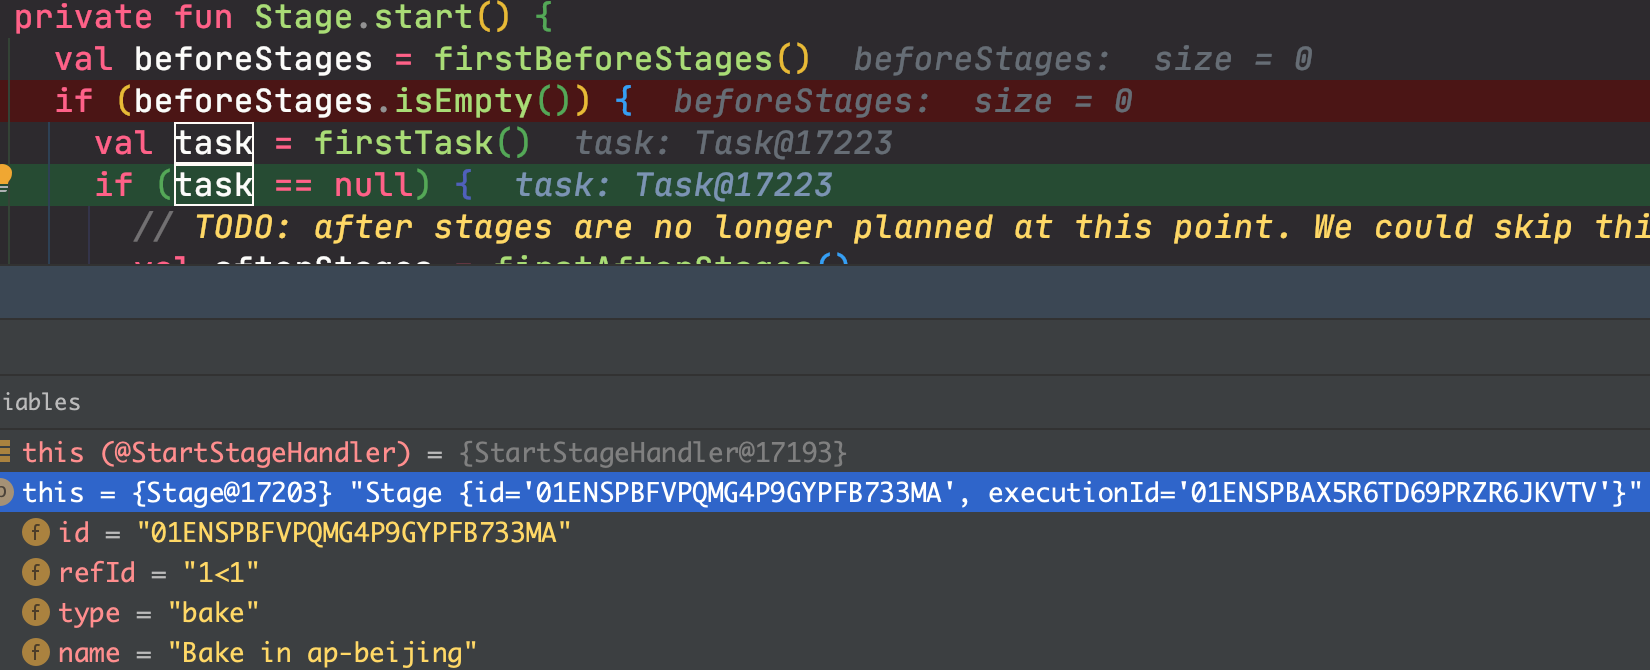 private fun Stage.start() {
val beforeStages = firstBeforeStages() beforeStages: size = 0
if (beforeStages.isEmpty()) { beforeStages: size = 0
val task = firstTask() task: Task@17223
if (task == null) { task: Task@17223
// TODO: after stages are no longer planned at this point. We could skip thi
val afterStages = firstAfterStages()
iables
this (@StartStageHandler) = {StartStageHandler@17193}
this = {Stage@17203} "Stage {id='01ENSPBFVPQMG4P9GYPFB733MA', executionId='01ENSPBAX5R6TD69PRZR6JKVTV'}"
f id = "01ENSPBFVPQMG4P9GYPFB733MA"
f refId = "1<1"
f type = "bake"
f name = "Bake in ap-beijing"